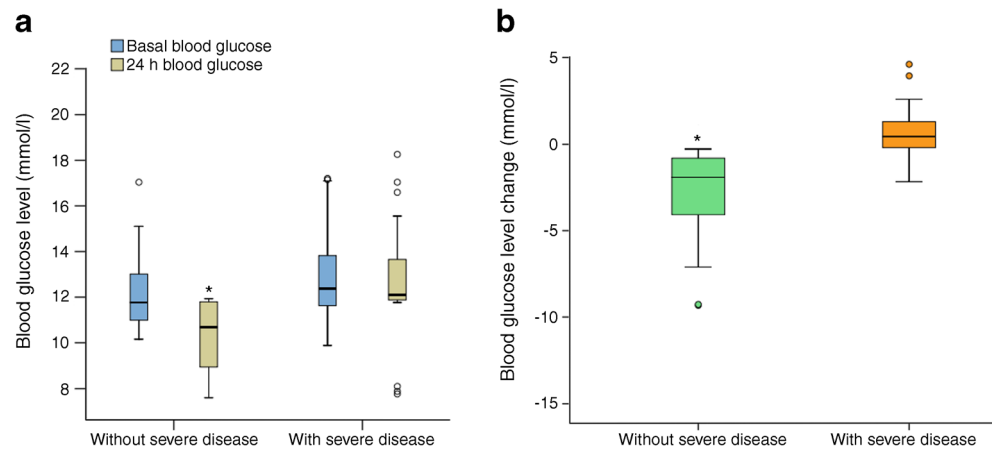 a
Basal blood glucose
24 h blood glucose
Blood glucose level (mmol/l)
22
20
18
16
14
12
10
8
*
Without severe disease
With severe disease
b
Blood glucose level change (mmol/l)
5
0
-5
-10
-15
*
Without severe disease
With severe disease